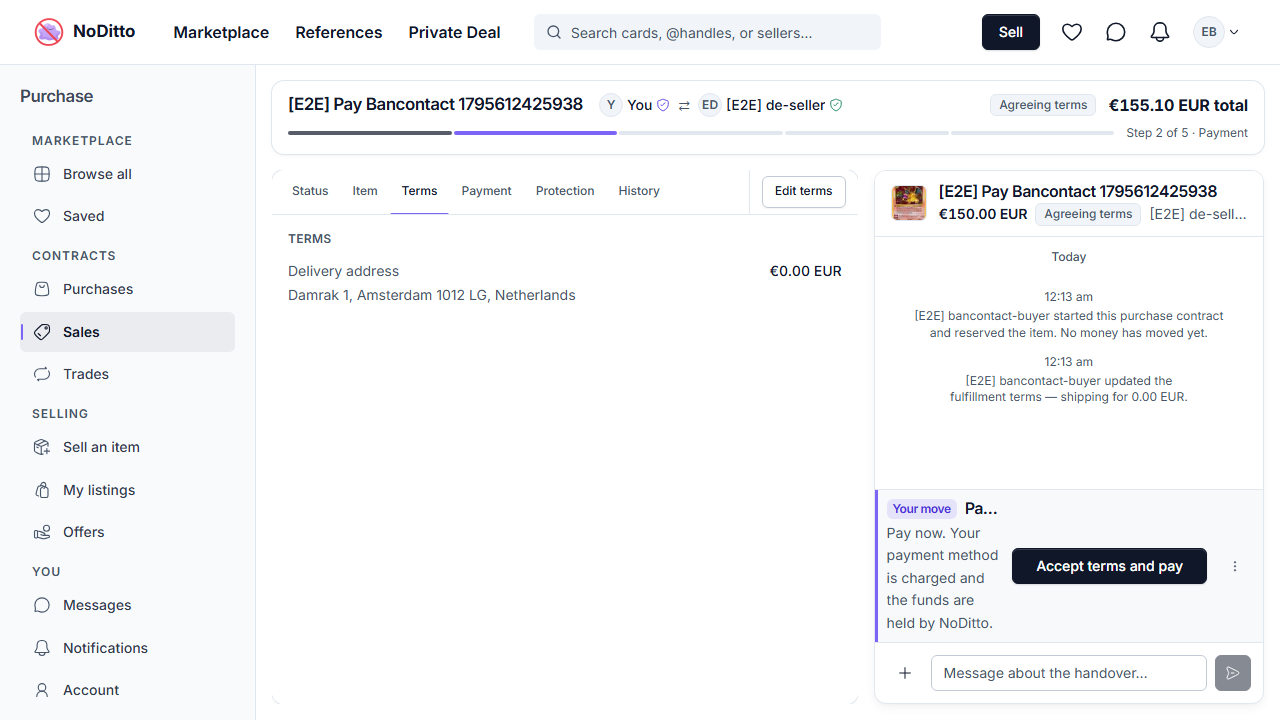 NoDitto
Marketplace
References
Private Deal
Search cards, @handles, or sellers...
Sell
EB
Purchase
MARKETPLACE
Browse all
Saved
CONTRACTS
Purchases
Sales
Trades
SELLING
Sell an item
My listings
Offers
YOU
Messages
Notifications
Account
[E2E] Pay Bancontact 1795612425938
Y You
ED [E2E] de-seller
Agreeing terms
€155.10 EUR total
Step 2 of 5 · Payment
Status
Item
Terms
Payment
Protection
History
Edit terms
TERMS
Delivery address
€0.00 EUR
Damrak 1, Amsterdam 1012 LG, Netherlands
[E2E] Pay Bancontact 1795612425938
€150.00 EUR Agreeing terms [E2E] de-sell...
Today
12:13 am
[E2E] bancontact-buyer started this purchase contract
and reserved the item. No money has moved yet.
12:13 am
[E2E] bancontact-buyer updated the
fulfillment terms — shipping for 0.00 EUR.
Your move Pa...
Pay now. Your
payment method
is charged and
the funds are
held by NoDitto.
Accept terms and pay
Message about the handover...